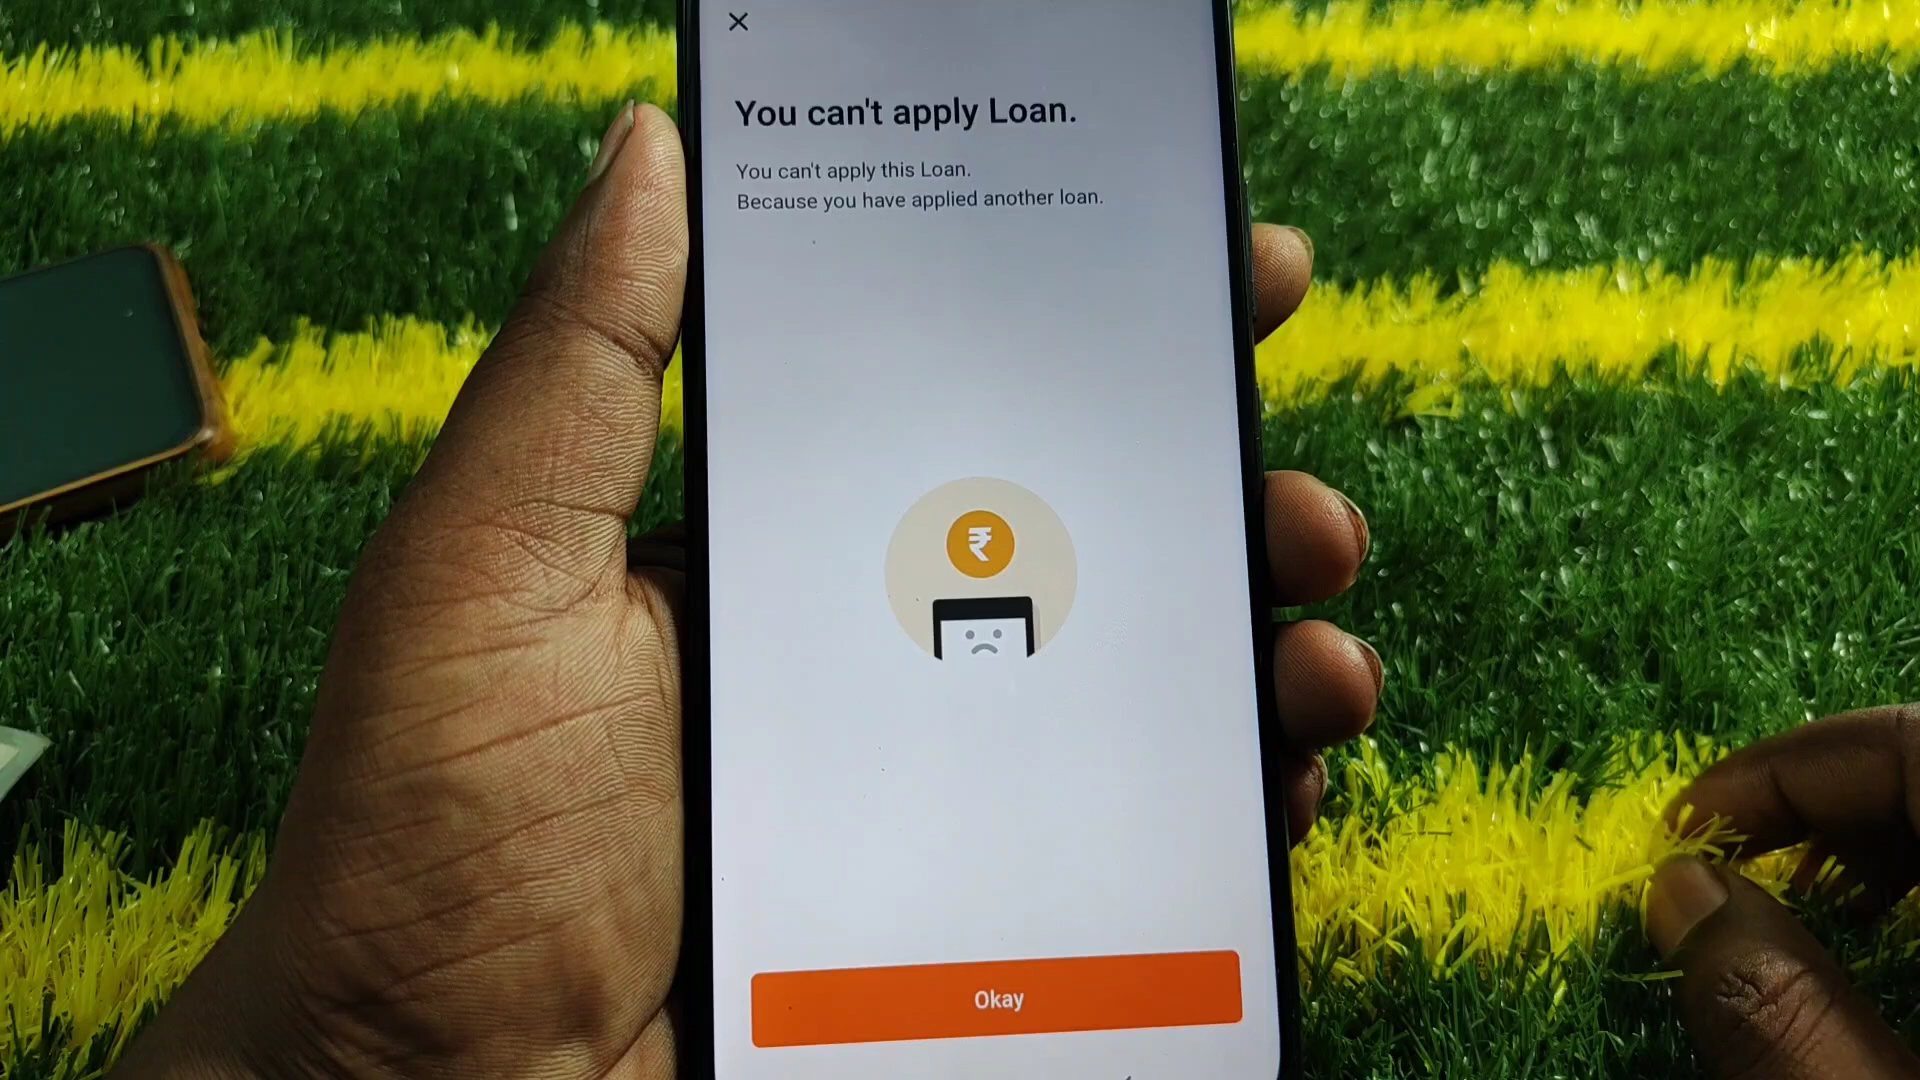 You can't apply Loan.
You can't apply this Loan.
Because you have applied another loan.
₹
Okay